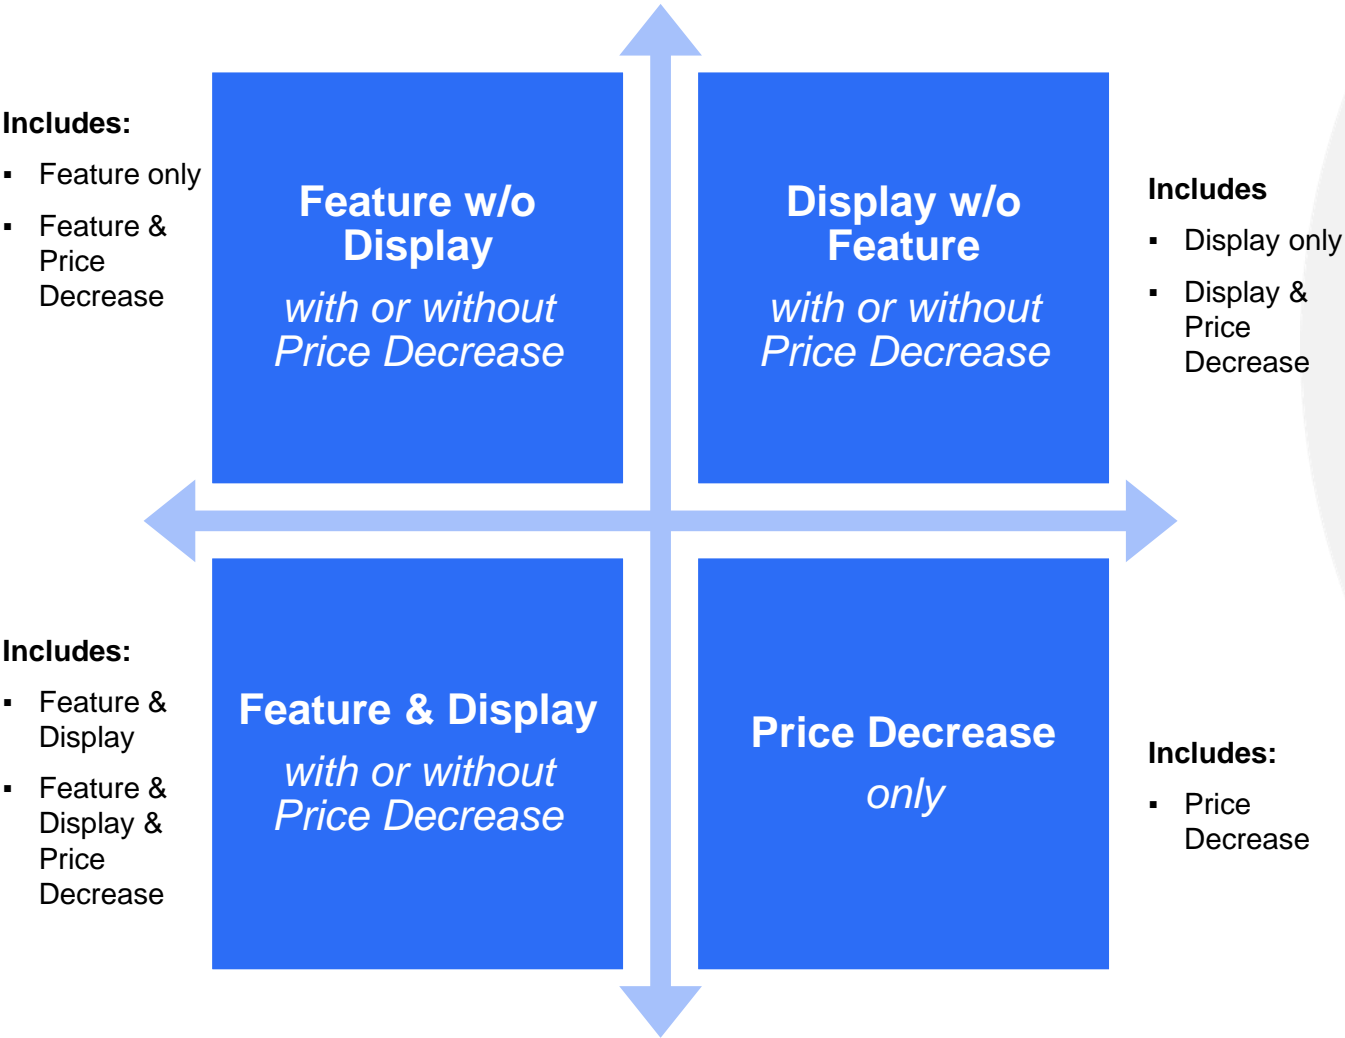 Includes:
▪ Feature only
▪ Feature &
Price
Decrease
Feature w/o
Display
with or without
Price Decrease
Display w/o
Feature
with or without
Price Decrease
Includes
▪ Display only
▪ Display &
Price
Decrease
Includes:
▪ Feature &
Display
▪ Feature &
Display &
Price
Decrease
Feature & Display
with or without
Price Decrease
Price Decrease
only
Includes:
▪ Price
Decrease